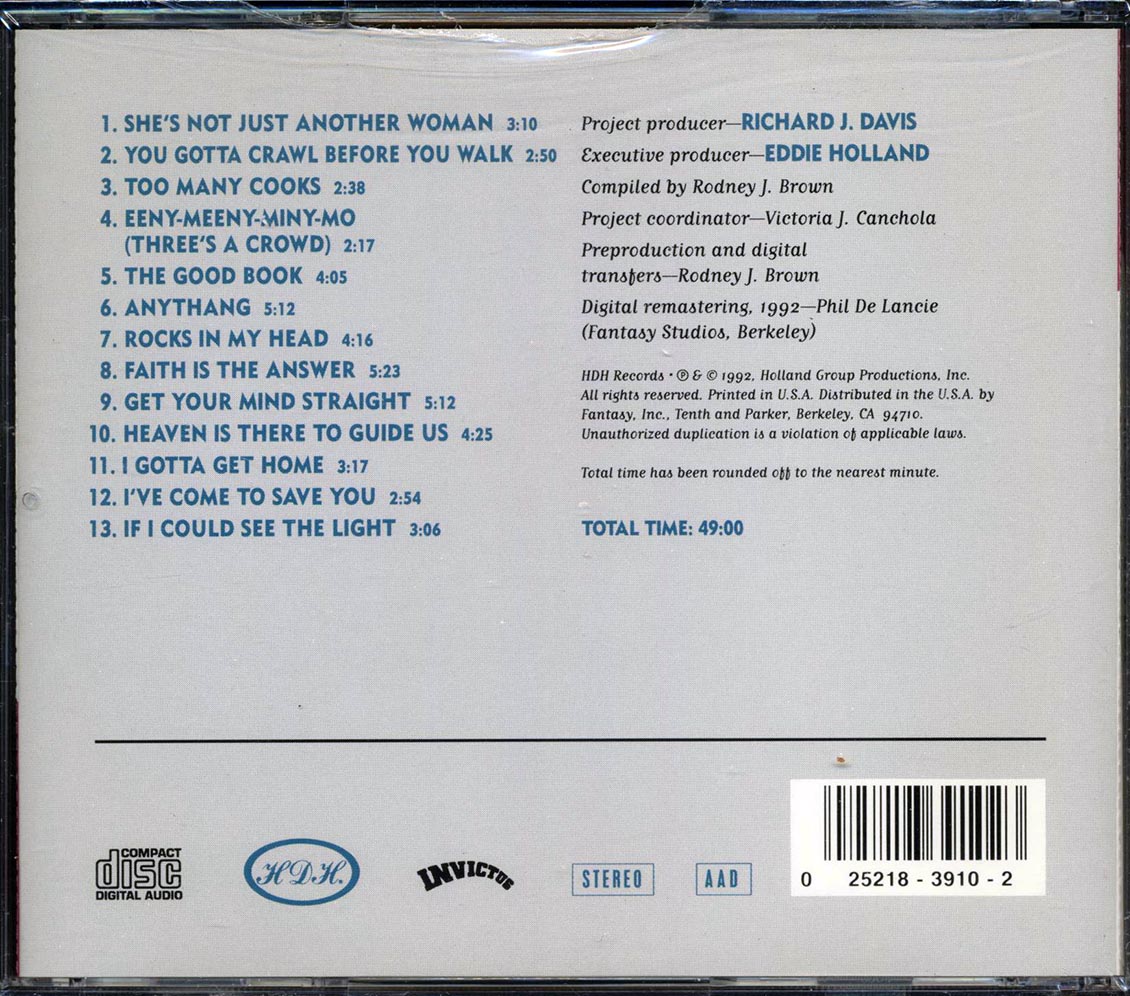 1. SHE'S NOT JUST ANOTHER WOMAN 3:10
2. YOU GOTTA CRAWL BEFORE YOU WALK 2:50
3. TOO MANY COOKS 2:38
4. EENY-MEENY-MINY-MO
(THREE'S A CROWD) 2:17
5. THE GOOD BOOK 4:05
6. ANYTHANG 5:12
7. ROCKS IN MY HEAD 4:16
8. FAITH IS THE ANSWER 5:23
9. GET YOUR MIND STRAIGHT 5:12
10. HEAVEN IS THERE TO GUIDE US 4:25
11. I GOTTA GET HOME 3:17
12. I'VE COME TO SAVE YOU 2:54
13. IF I COULD SEE THE LIGHT 3:06
Project producer—RICHARD J. DAVIS
Executive producer—EDDIE HOLLAND
Compiled by Rodney J. Brown
Project coordinator—Victoria J. Canchola
Preproduction and digital
transfers—Rodney J. Brown
Digital remastering, 1992—Phil De Lancie
(Fantasy Studios, Berkeley)
HDH Records • ℗ & © 1992, Holland Group Productions, Inc.
All rights reserved. Printed in U.S.A. Distributed in the U.S.A. by
Fantasy, Inc., Tenth and Parker, Berkeley, CA 94710.
Unauthorized duplication is a violation of applicable laws.
Total time has been rounded off to the nearest minute.
TOTAL TIME: 49:00
COMPACT
disc
DIGITAL AUDIO
H.D.H.
INVICTUS
STEREO
AAD
0 25218 - 3910 - 2